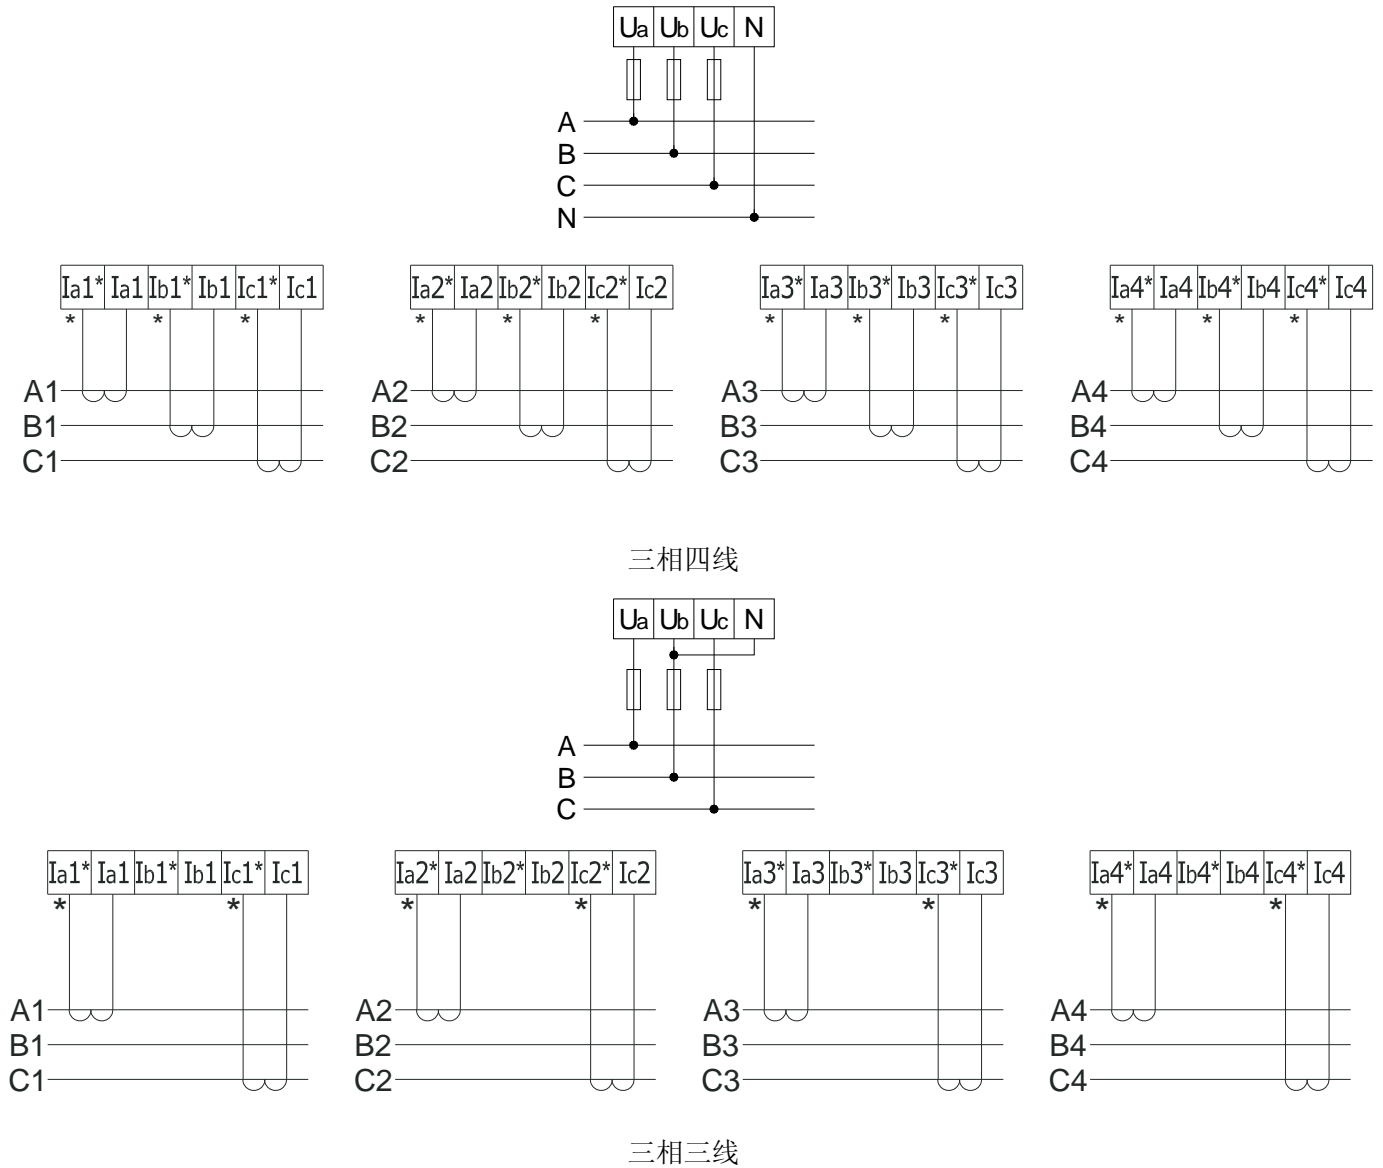 Ua Ub Uc N
A
B
C
N
Ia1* Ia1 Ib1* Ib1 Ic1* Ic1 Ia2* Ia2 Ib2* Ib2 Ic2* Ic2 Ia3* Ia3 Ib3* Ib3 Ic3* Ic3 Ia4* Ia4 Ib4* Ib4 Ic4* Ic4
* * * * * * * * * * * *
A1 A2 A3 A4
B1 B2 B3 B4
C1 C2 C3 C4
三相四线
Ua Ub Uc N
A
B
C
Ia1* Ia1 Ib1* Ib1 Ic1* Ic1 Ia2* Ia2 Ib2* Ib2 Ic2* Ic2 Ia3* Ia3 Ib3* Ib3 Ic3* Ic3 Ia4* Ia4 Ib4* Ib4 Ic4* Ic4
* * * * * * * *
A1 A2 A3 A4
B1 B2 B3 B4
C1 C2 C3 C4
三相三线